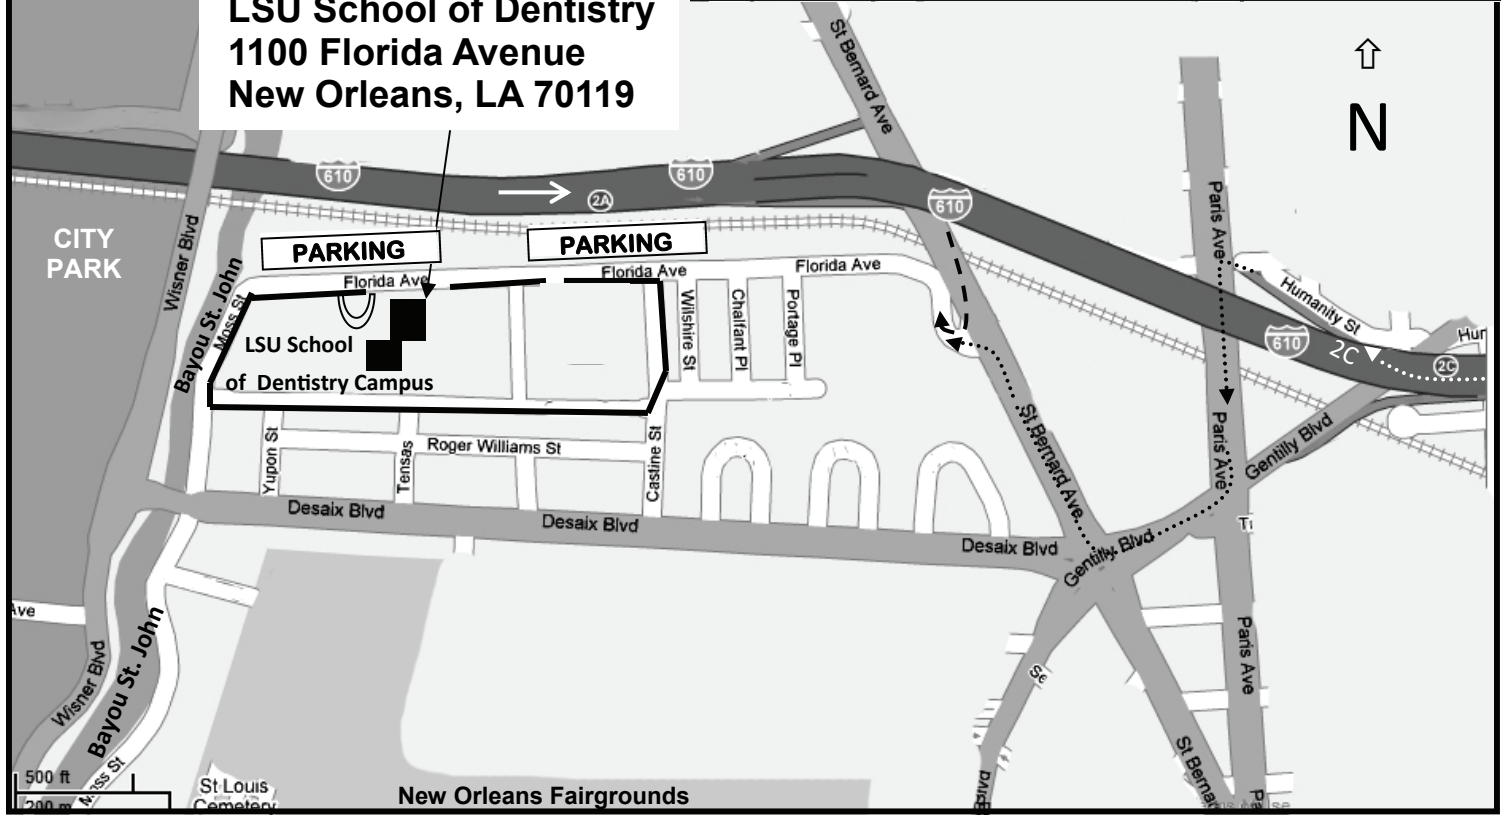 LSU School of Dentistry
1100 Florida Avenue
New Orleans, LA 70119
St Bernard Ave
N
610
610
2A
610
Paris Ave
CITY
PARK
Wisner Blvd
PARKING
PARKING
Florida Ave
Florida Ave
Florida Ave
Bayou St. John
Moss St
Humanity St
Wilshire St
Chalfant Pl
Portage Pl
LSU School
of Dentistry Campus
610
2C
2C
Hur
St Bernard Ave
Paris Ave
Gentilly Blvd
Yupon St
Tensas
Roger Williams St
Castine St
Desaix Blvd
Desaix Blvd
Desaix Blvd
Gentilly Blvd
Ave
Wisner Blvd
Bayou St. John
Se
Paris Ave
St Bernar
Moss St
500 ft
200 m
St Louis
Cemetery
New Orleans Fairgrounds
Pa